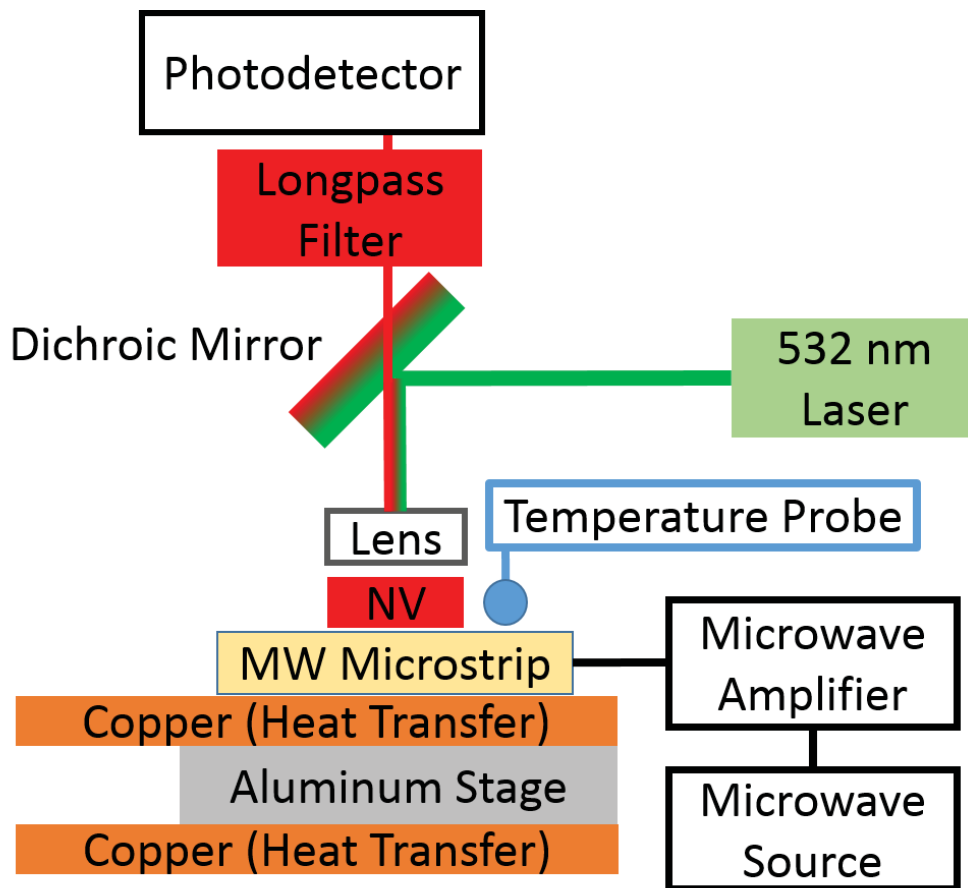 Photodetector
Longpass
Filter
Dichroic Mirror
532 nm
Laser
Lens
Temperature Probe
NV
MW Microstrip
Microwave
Amplifier
Copper (Heat Transfer)
Aluminum Stage
Copper (Heat Transfer)
Microwave
Source